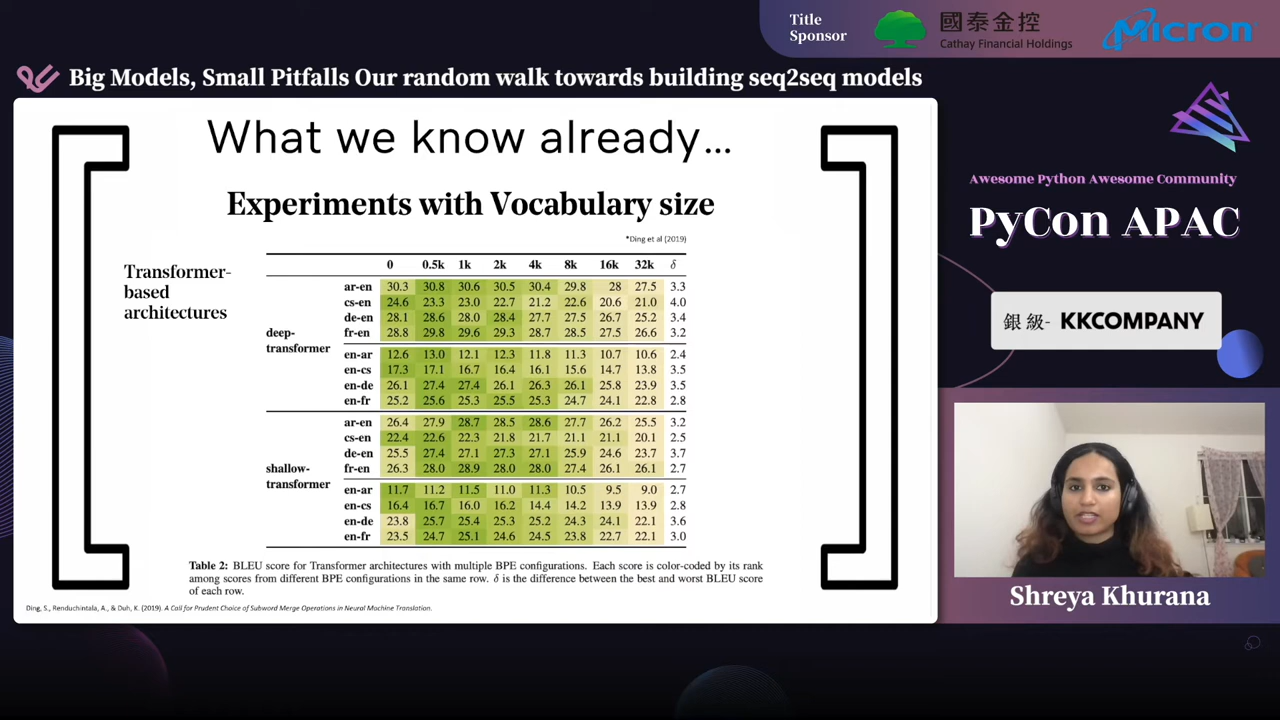 Title
Sponsor
國泰金控
Cathay Financial Holdings
Micron
Big Models, Small Pitfalls Our random walk towards building seq2seq models
What we know already...
Experiments with Vocabulary size
*Ding et al (2019)
Transformer-
based
architectures
0 0.5k 1k 2k 4k 8k 16k 32k δ
deep-
transformer
ar-en 30.3 30.8 30.6 30.5 30.4 29.8 28 27.5 3.3
cs-en 24.6 23.3 23.0 22.7 21.2 22.6 20.6 21.0 4.0
de-en 28.1 28.6 28.0 28.4 27.7 27.5 26.7 25.2 3.4
fr-en 28.8 29.8 29.6 29.3 28.7 28.5 27.5 26.6 3.2
en-ar 12.6 13.0 12.1 12.3 11.8 11.3 10.7 10.6 2.4
en-cs 17.3 17.1 16.7 16.4 16.1 15.6 14.7 13.8 3.5
en-de 26.1 27.4 27.4 26.1 26.3 26.1 25.8 23.9 3.5
en-fr 25.2 25.6 25.3 25.5 25.3 24.7 24.1 22.8 2.8
shallow-
transformer
ar-en 26.4 27.9 28.7 28.5 28.6 27.7 26.2 25.5 3.2
cs-en 22.4 22.6 22.3 21.8 21.7 21.1 21.1 20.1 2.5
de-en 25.5 27.4 27.1 27.3 27.1 25.9 24.6 23.7 3.7
fr-en 26.3 28.0 28.9 28.0 28.0 27.4 26.1 26.1 2.7
en-ar 11.7 11.2 11.5 11.0 11.3 10.5 9.5 9.0 2.7
en-cs 16.4 16.7 16.0 16.2 14.4 14.2 13.9 13.9 2.8
en-de 23.8 25.7 25.4 25.3 25.2 24.3 24.1 22.1 3.6
en-fr 23.5 24.7 25.1 24.6 24.5 23.8 22.7 22.1 3.0
Table 2: BLEU score for Transformer architectures with multiple BPE configurations. Each score is color-coded by its rank
among scores from different BPE configurations in the same row. δ is the difference between the best and worst BLEU score
of each row.
Ding, S., Renduchintala, A., & Duh, K. (2019). A Call for Prudent Choice of Subword Merge Operations in Neural Machine Translation.
Awesome Python Awesome Community
PyCon APAC
銀級- KKCOMPANY
Shreya Khurana